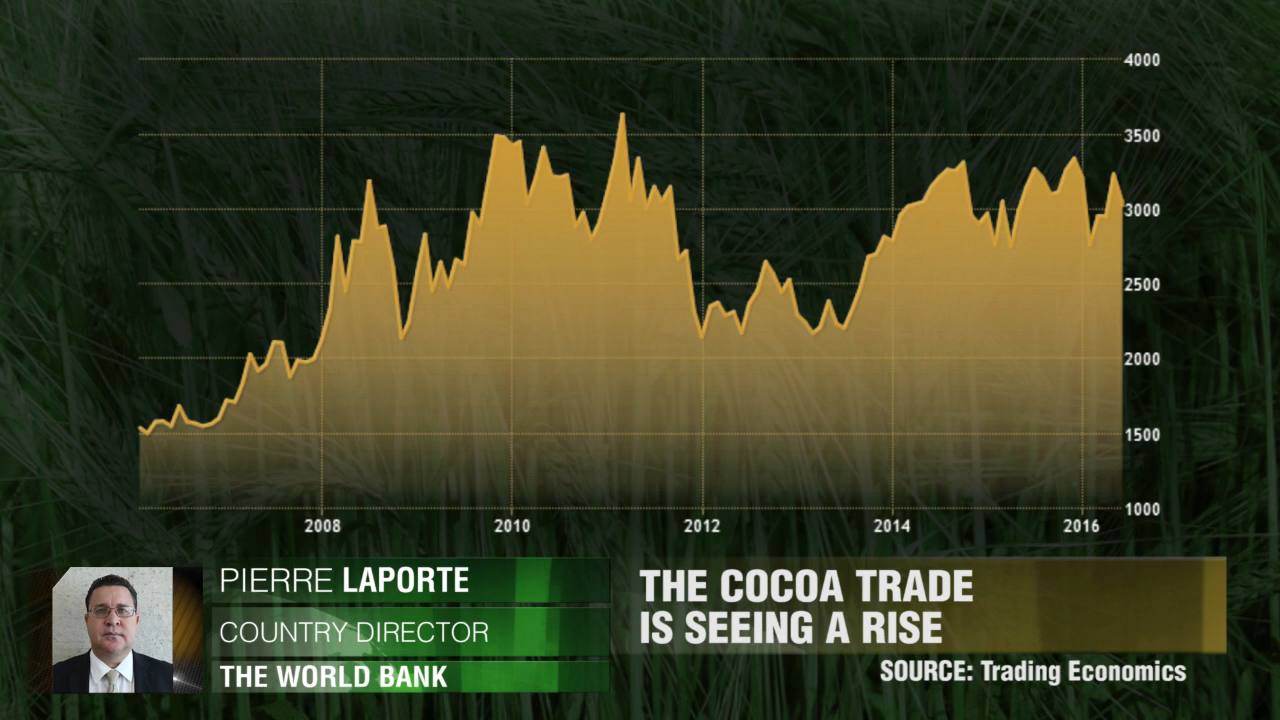 4000
3500
3000
2500
2000
1500
1000
2008 2010 2012 2014 2016
PIERRE LAPORTE
COUNTRY DIRECTOR
THE WORLD BANK
THE COCOA TRADE
IS SEEING A RISE
SOURCE: Trading Economics